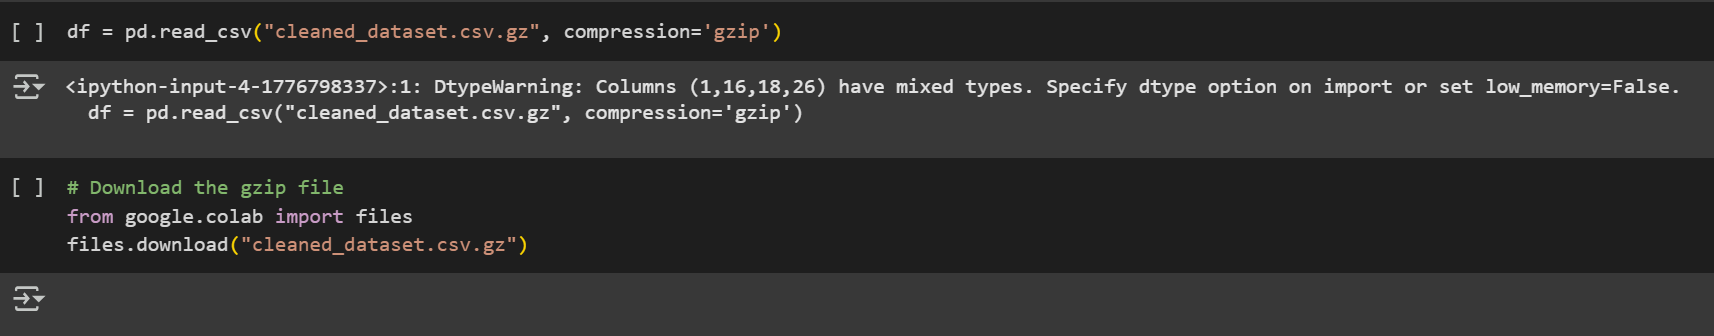 [ ] df = pd.read_csv("cleaned_dataset.csv.gz", compression='gzip')
<ipython-input-4-1776798337>:1: DtypeWarning: Columns (1,16,18,26) have mixed types. Specify dtype option on import or set low_memory=False.
  df = pd.read_csv("cleaned_dataset.csv.gz", compression='gzip')
[ ] # Download the gzip file
from google.colab import files
files.download("cleaned_dataset.csv.gz")